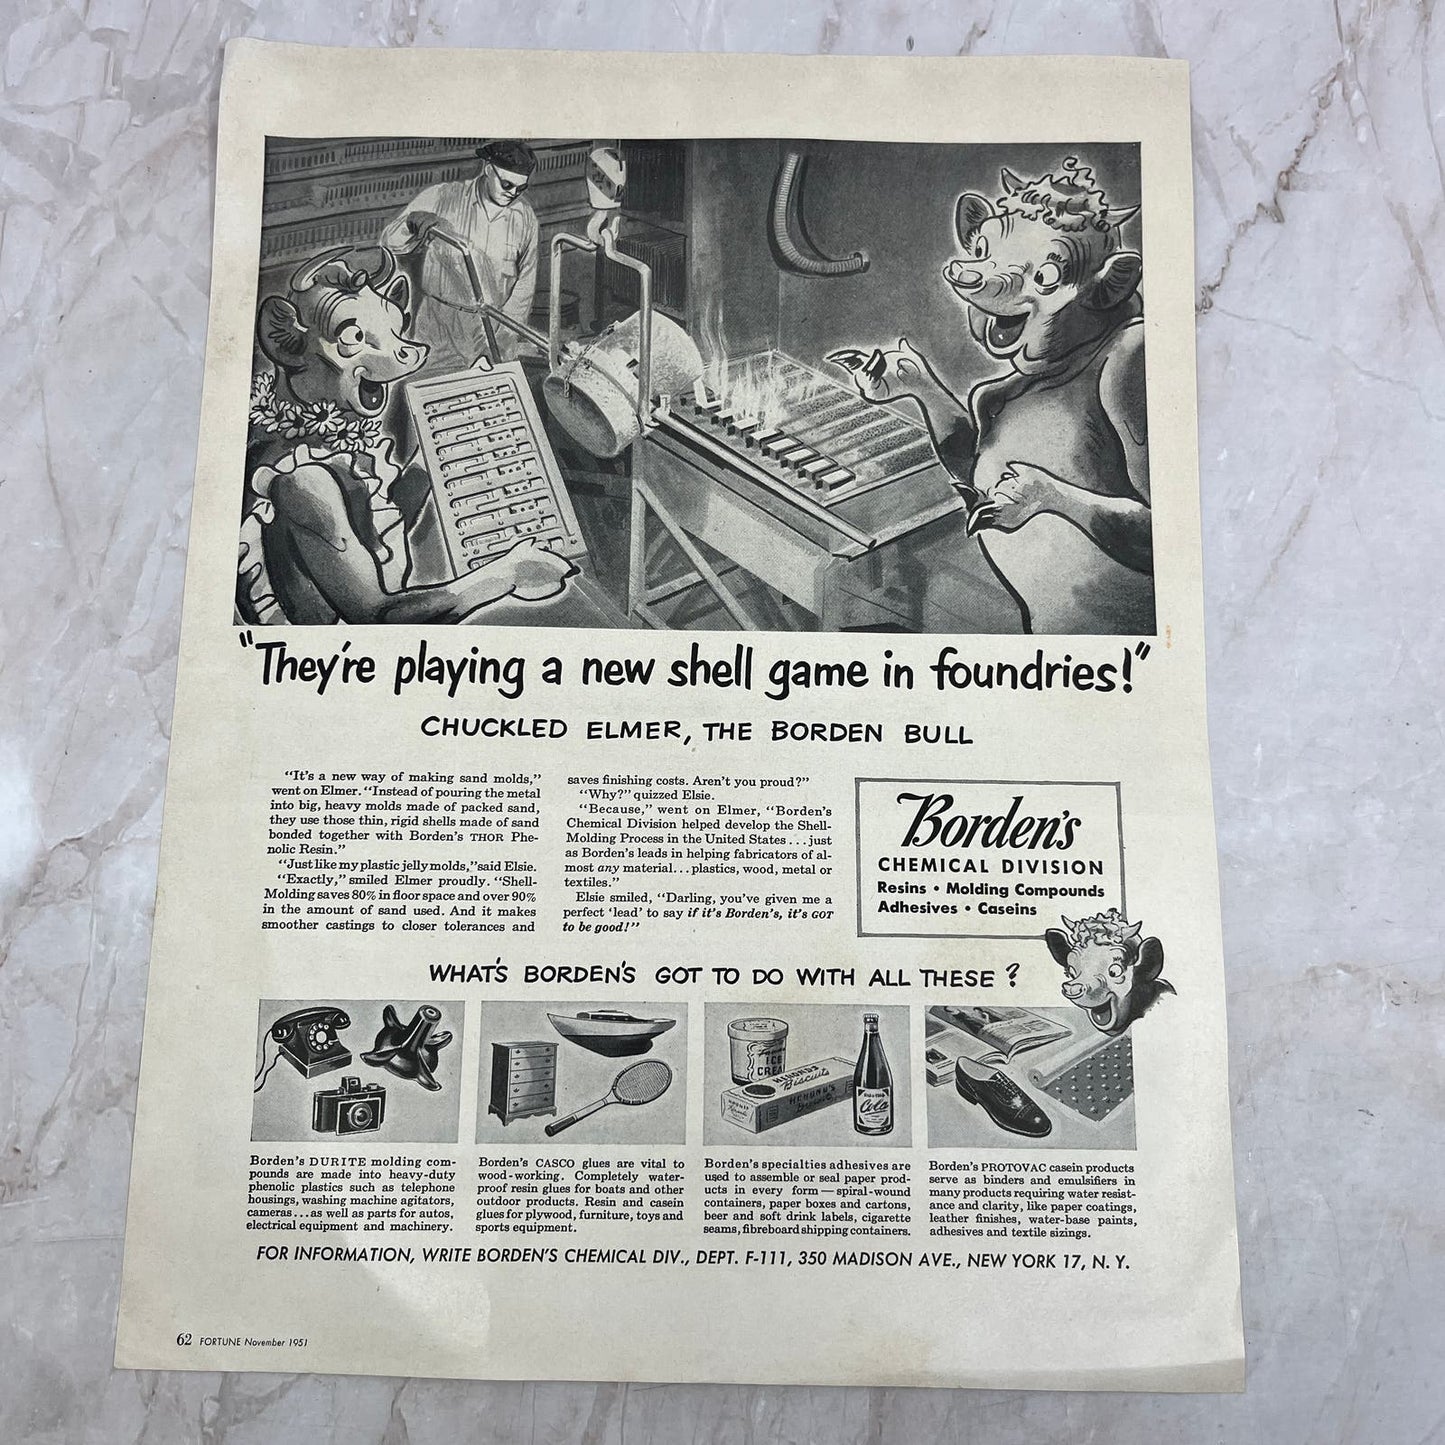 "They're playing a new shell game in foundries!"
CHUCKLED ELMER, THE BORDEN BULL
"It's a new way of making sand molds,"
went on Elmer. "Instead of pouring the metal
into big, heavy molds made of packed sand,
they use those thin, rigid shells made of sand
bonded together with Borden's THOR Phe-
nolic Resin."
"Just like my plastic jelly molds," said Elsie.
"Exactly," smiled Elmer proudly. "Shell-
Molding saves 80% in floor space and over 90%
in the amount of sand used. And it makes
smoother castings to closer tolerances and
saves finishing costs. Aren't you proud?"
"Why?" quizzed Elsie.
"Because," went on Elmer, "Borden's
Chemical Division helped develop the Shell-
Molding Process in the United States...just
as Borden's leads in helping fabricators of al-
most any material...plastics, wood, metal or
textiles."
Elsie smiled, "Darling, you've given me a
perfect 'lead' to say if it's Borden's, it's GOT
to be good!"
Borden's
CHEMICAL DIVISION
Resins • Molding Compounds
Adhesives • Caseins
WHAT'S BORDEN'S GOT TO DO WITH ALL THESE?
ICE
CREAM
Biscuits
Cola
Borden's DURITE molding com-
pounds are made into heavy-duty
phenolic plastics such as telephone
housings, washing machine agitators,
cameras...as well as parts for autos,
electrical equipment and machinery.
Borden's CASCO glues are vital to
wood-working. Completely water-
proof resin glues for boats and other
outdoor products. Resin and casein
glues for plywood, furniture, toys and
sports equipment.
Borden's specialties adhesives are
used to assemble or seal paper prod-
ucts in every form—spiral-wound
containers, paper boxes and cartons,
beer and soft drink labels, cigarette
seams, fibreboard shipping containers.
Borden's PROTOVAC casein products
serve as binders and emulsifiers in
many products requiring water resist-
ance and clarity, like paper coatings,
leather finishes, water-base paints,
adhesives and textile sizings.
FOR INFORMATION, WRITE BORDEN'S CHEMICAL DIV., DEPT. F-111, 350 MADISON AVE., NEW YORK 17, N. Y.
62 FORTUNE November 1951